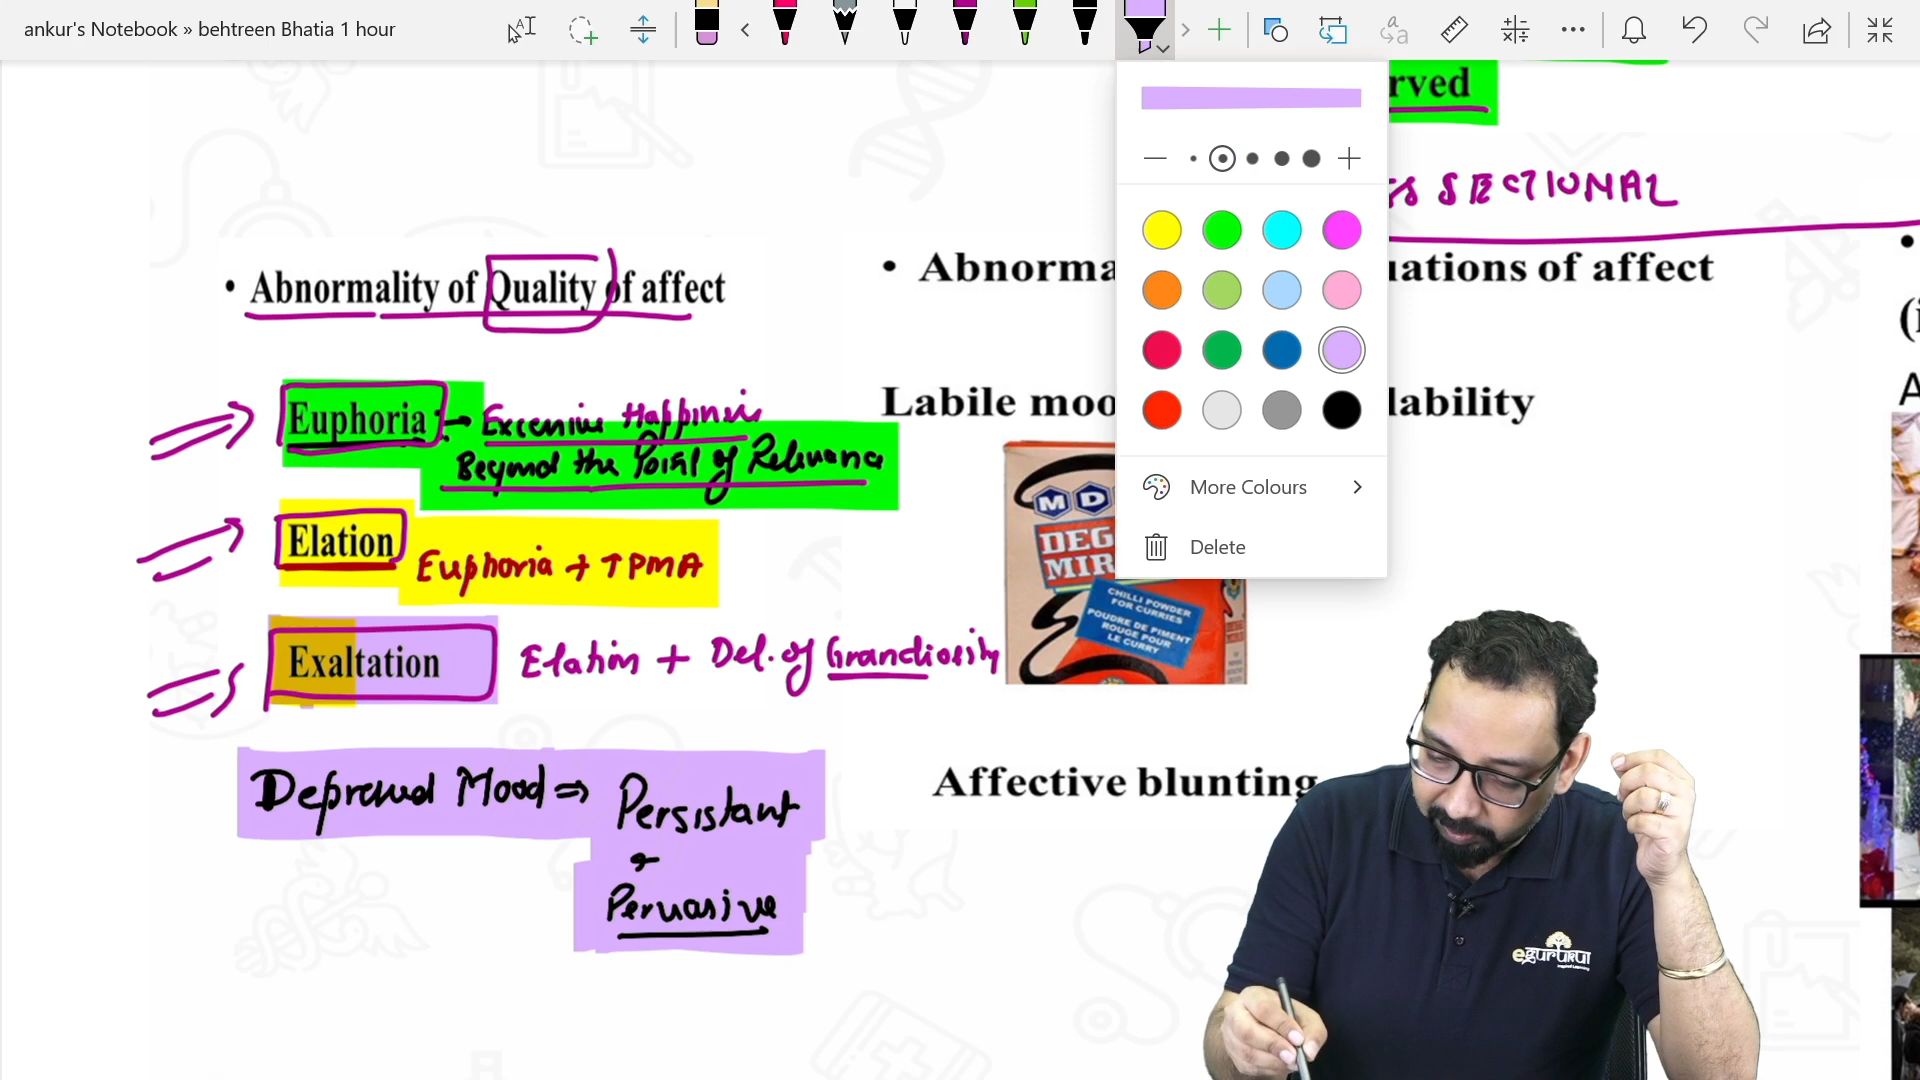 ankur's Notebook » behtreen Bhatia 1 hour
rved
SECTIONAL
• Abnormality of Quality of affect
• Abnorma
uations of affect
Euphoria → Excessive Happiness
Beyond the Point of Relevance
Labile moo
lability
Elation
Euphoria + ↑PMA
Exaltation
Elation + Del. of Grandiosity
Depressed Mood ⇒ Persistant
&
Pervasive
Affective blunting
MD
DEG
MIR
CHILLI POWDER
FOR CURRIES
POUDRE DE PIMENT
ROUGE POUR
LE CURRY
More Colours
Delete
egurukul